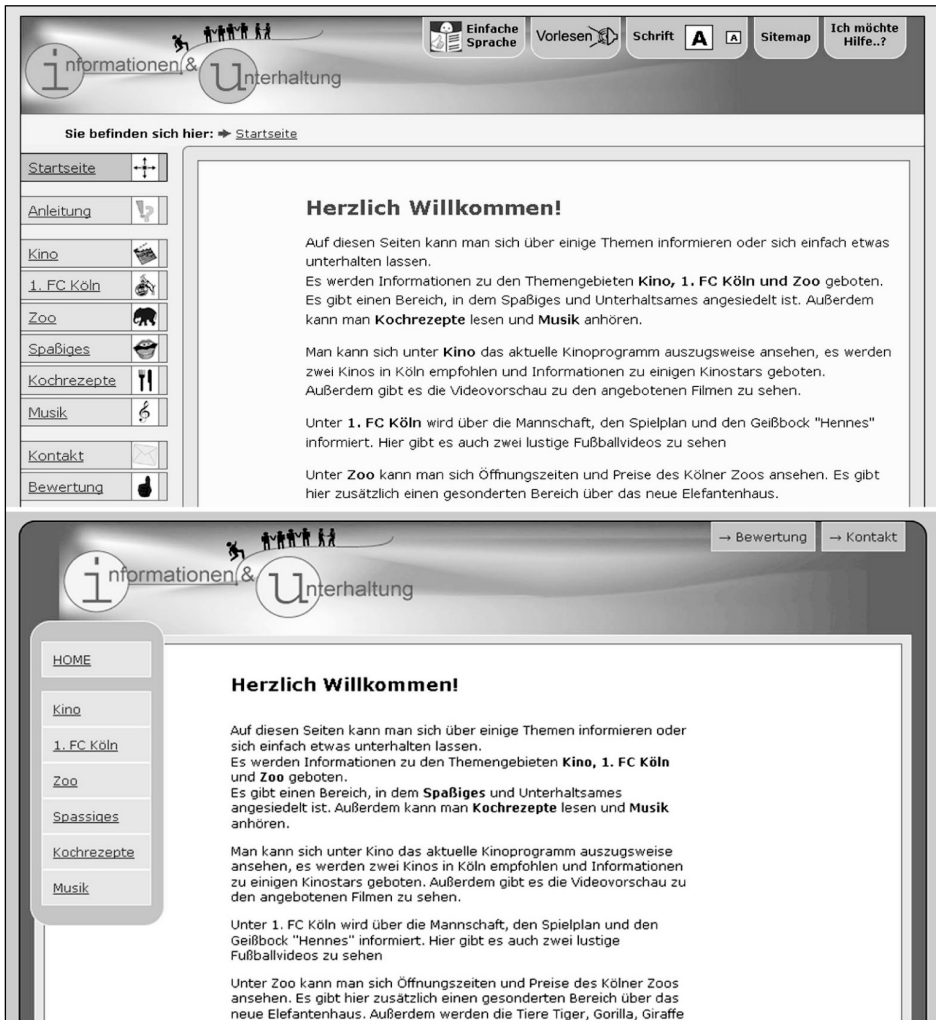 Einfache
Sprache
Vorlesen
Schrift A A
Sitemap
Ich möchte
Hilfe..?
informationen & Unterhaltung
Sie befinden sich hier: → Startseite
Startseite
Anleitung
Kino
1. FC Köln
Zoo
Spaßiges
Kochrezepte
Musik
Kontakt
Bewertung
Herzlich Willkommen!
Auf diesen Seiten kann man sich über einige Themen informieren oder sich einfach etwas
unterhalten lassen.
Es werden Informationen zu den Themengebieten Kino, 1. FC Köln und Zoo geboten.
Es gibt einen Bereich, in dem Spaßiges und Unterhaltsames angesiedelt ist. Außerdem
kann man Kochrezepte lesen und Musik anhören.
Man kann sich unter Kino das aktuelle Kinoprogramm auszugsweise ansehen, es werden
zwei Kinos in Köln empfohlen und Informationen zu einigen Kinostars geboten.
Außerdem gibt es die Videovorschau zu den angebotenen Filmen zu sehen.
Unter 1. FC Köln wird über die Mannschaft, den Spielplan und den Geißbock "Hennes"
informiert. Hier gibt es auch zwei lustige Fußballvideos zu sehen
Unter Zoo kann man sich Öffnungszeiten und Preise des Kölner Zoos ansehen. Es gibt
hier zusätzlich einen gesonderten Bereich über das neue Elefantenhaus.
→ Bewertung
→ Kontakt
informationen & Unterhaltung
HOME
Kino
1. FC Köln
Zoo
Spassiges
Kochrezepte
Musik
Herzlich Willkommen!
Auf diesen Seiten kann man sich über einige Themen informieren oder
sich einfach etwas unterhalten lassen.
Es werden Informationen zu den Themengebieten Kino, 1. FC Köln
und Zoo geboten.
Es gibt einen Bereich, in dem Spaßiges und Unterhaltsames
angesiedelt ist. Außerdem kann man Kochrezepte lesen und Musik
anhören.
Man kann sich unter Kino das aktuelle Kinoprogramm auszugsweise
ansehen, es werden zwei Kinos in Köln empfohlen und Informationen
zu einigen Kinostars geboten. Außerdem gibt es die Videovorschau zu
den angebotenen Filmen zu sehen.
Unter 1. FC Köln wird über die Mannschaft, den Spielplan und den
Geißbock "Hennes" informiert. Hier gibt es auch zwei lustige
Fußballvideos zu sehen
Unter Zoo kann man sich Öffnungszeiten und Preise des Kölner Zoos
ansehen. Es gibt hier zusätzlich einen gesonderten Bereich über das
neue Elefantenhaus. Außerdem werden die Tiere Tiger, Gorilla, Giraffe